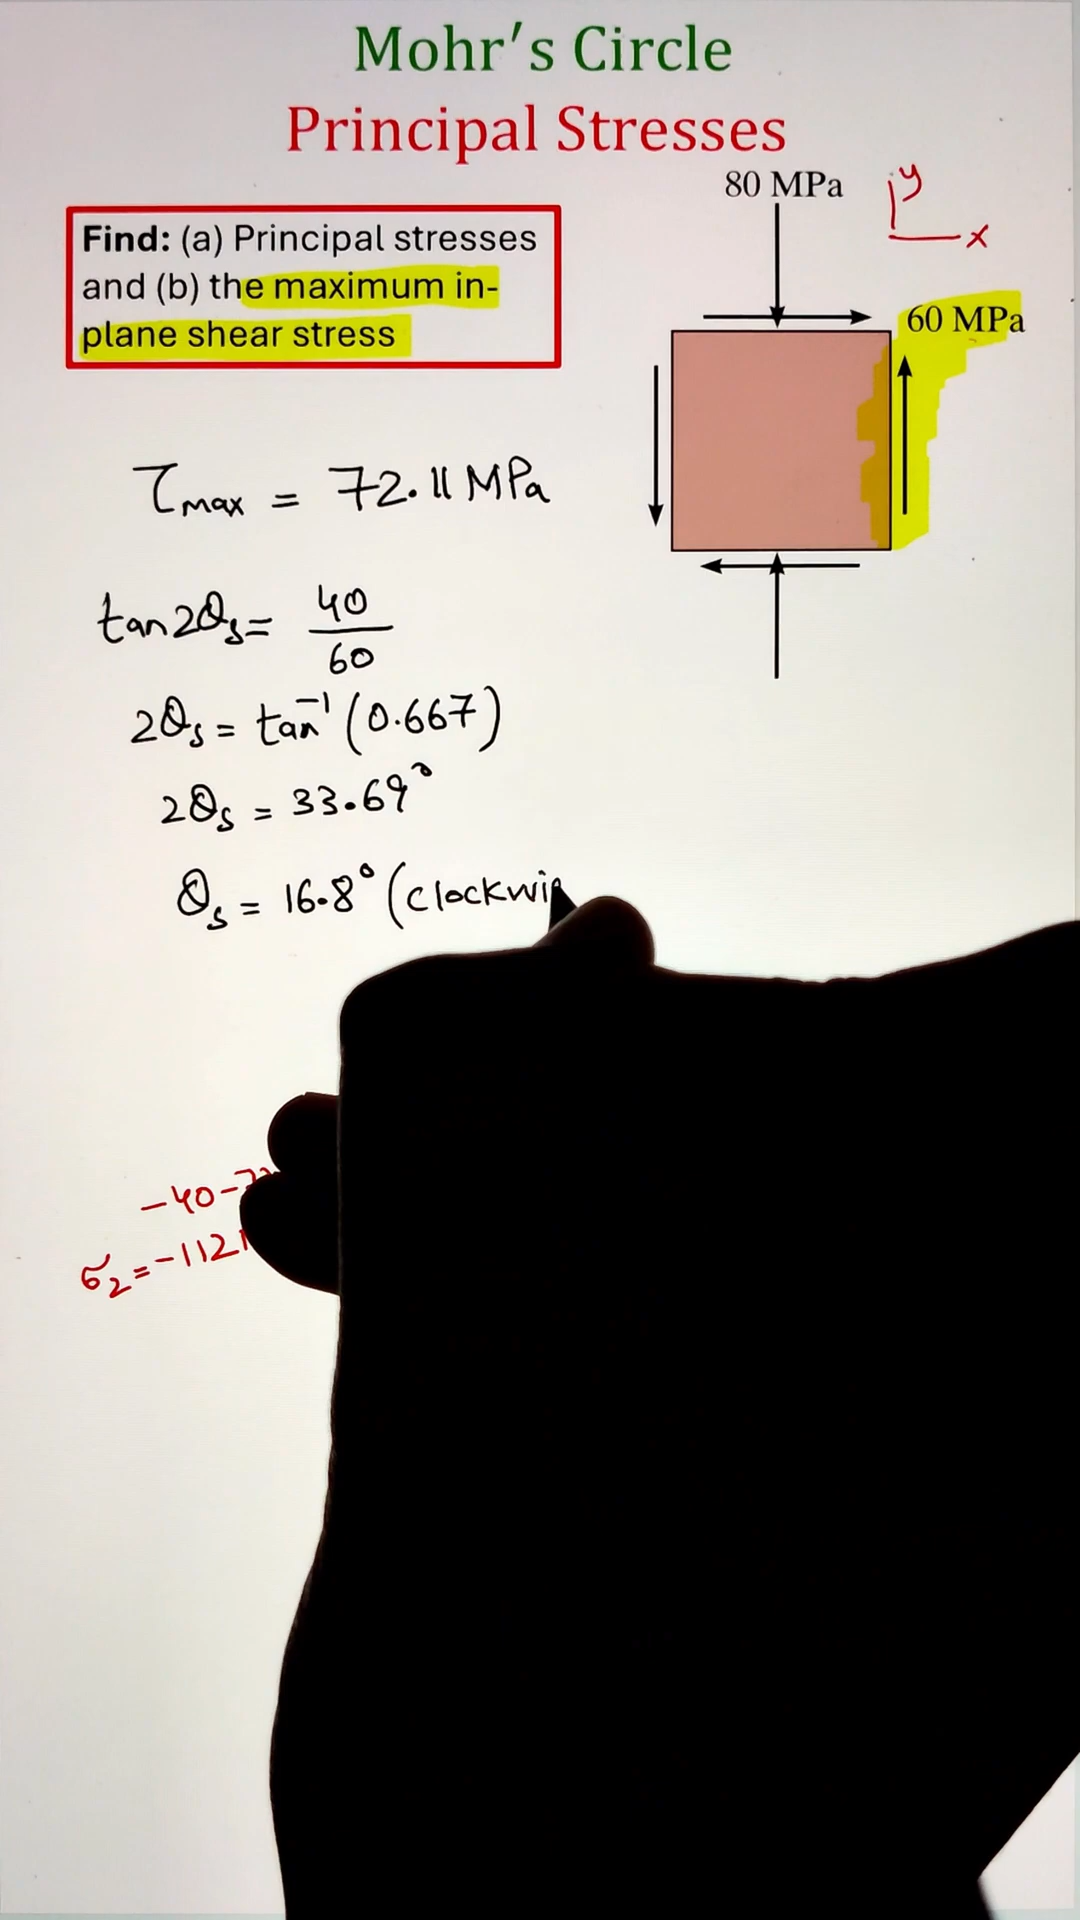 Mohr's Circle
Principal Stresses
80 MPa
y
x
Find: (a) Principal stresses
and (b) the maximum in-
plane shear stress
60 MPa
τmax = 72.11 MPa
tan2θs = 40/60
2θs = tan⁻¹(0.667)
2θs = 33.69°
θs = 16.8° (clockwi
-40-7
σ2 = -112